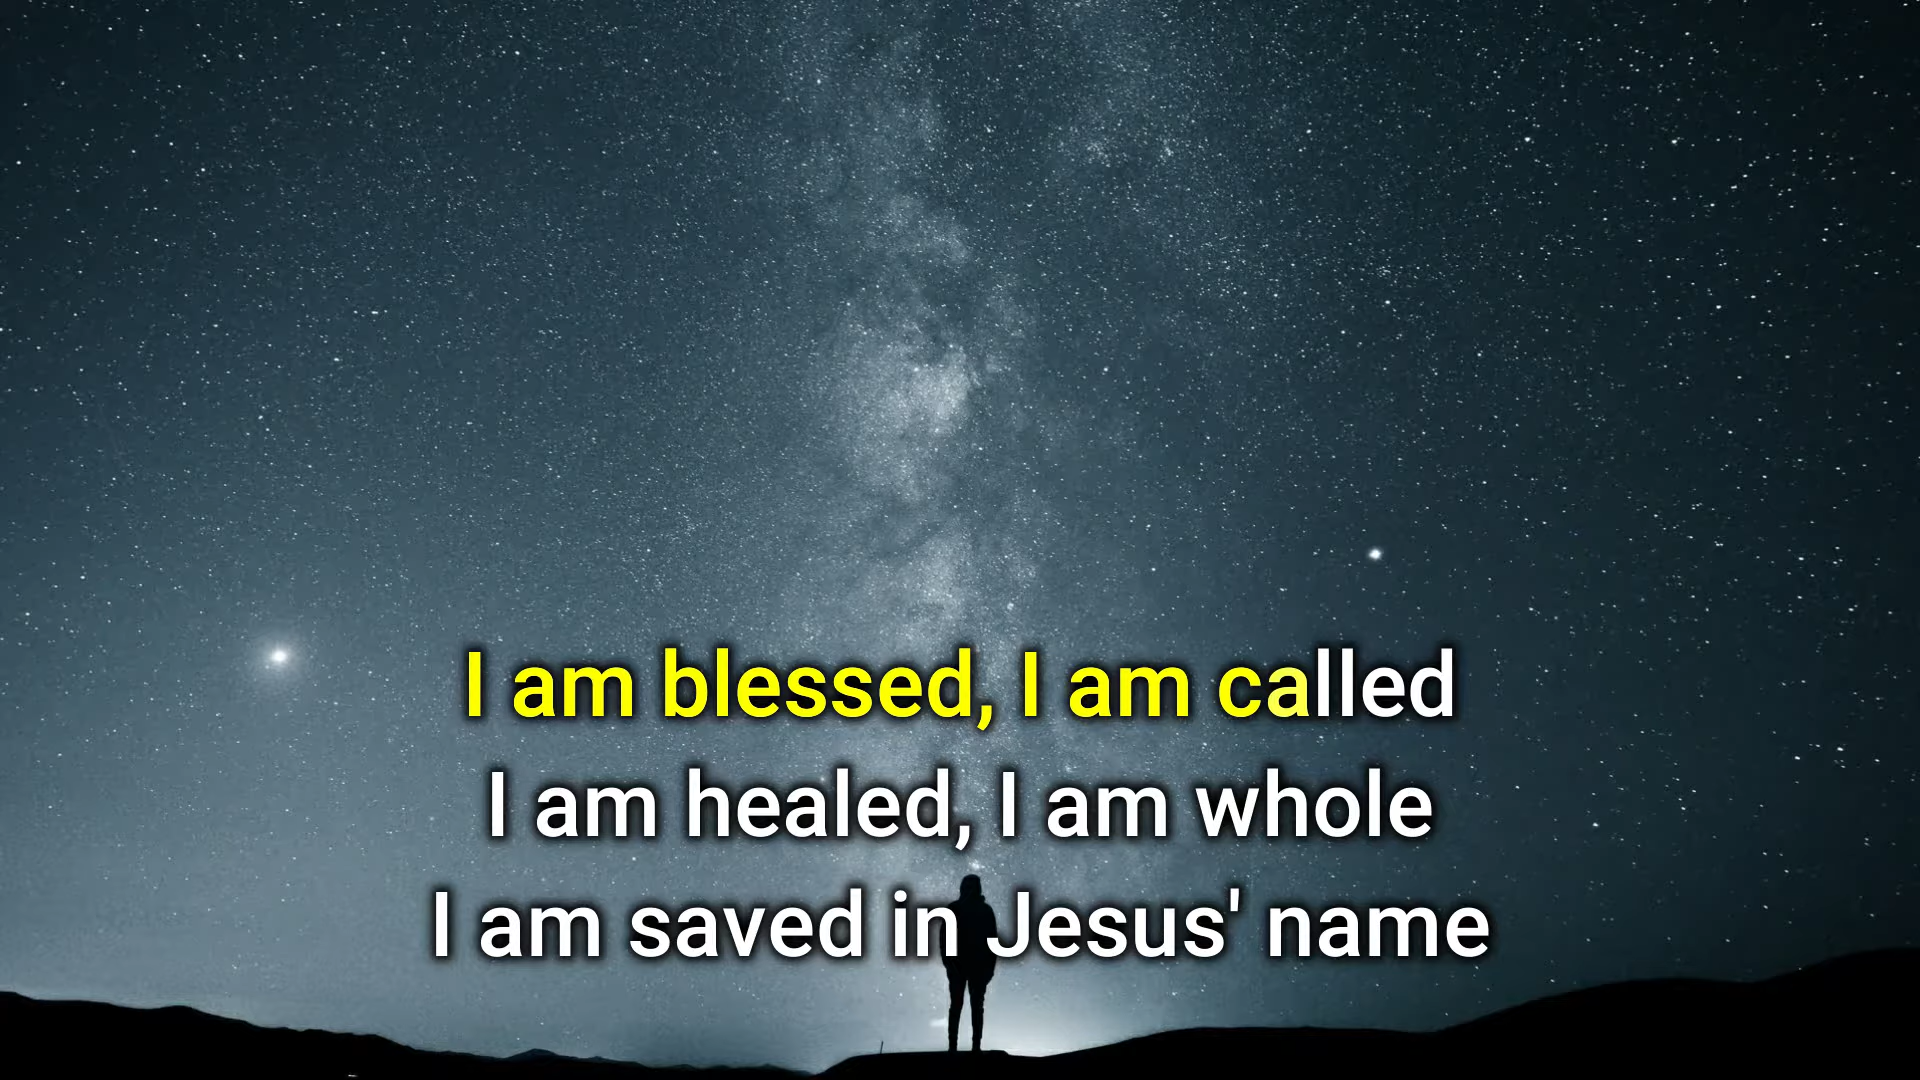 I am blessed, I am called
I am healed, I am whole
I am saved in Jesus' name